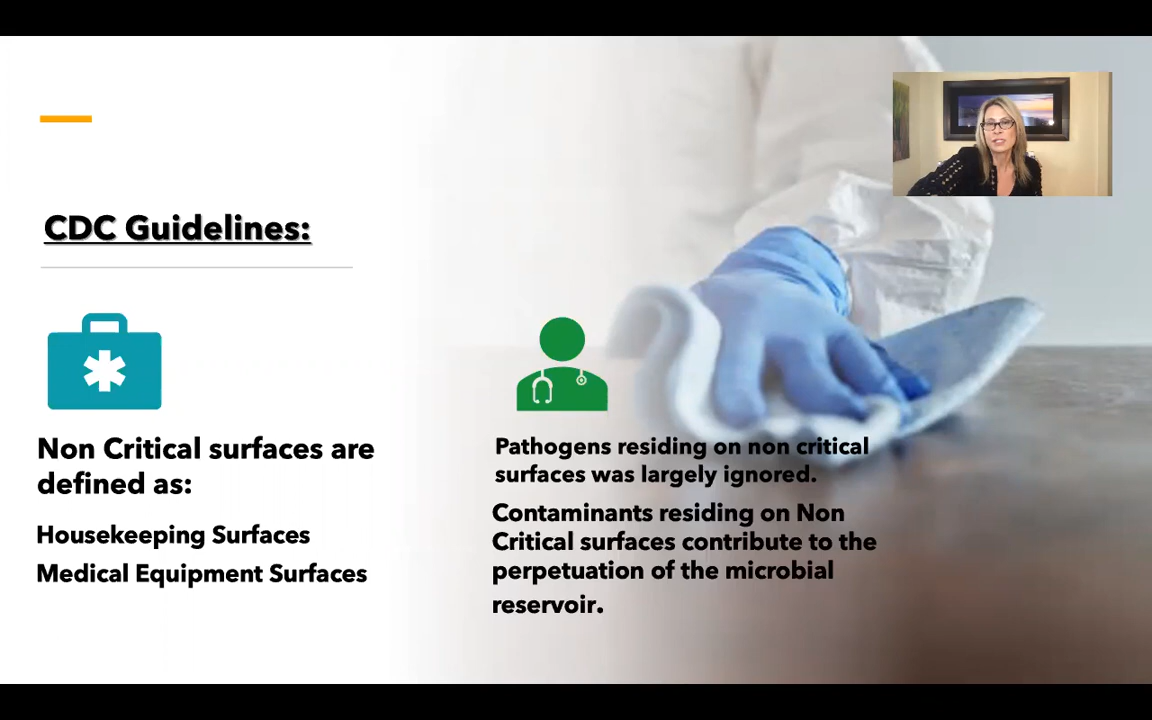 CDC Guidelines:
Non Critical surfaces are
defined as:
Housekeeping Surfaces
Medical Equipment Surfaces
Pathogens residing on non critical
surfaces was largely ignored.
Contaminants residing on Non
Critical surfaces contribute to the
perpetuation of the microbial
reservoir.